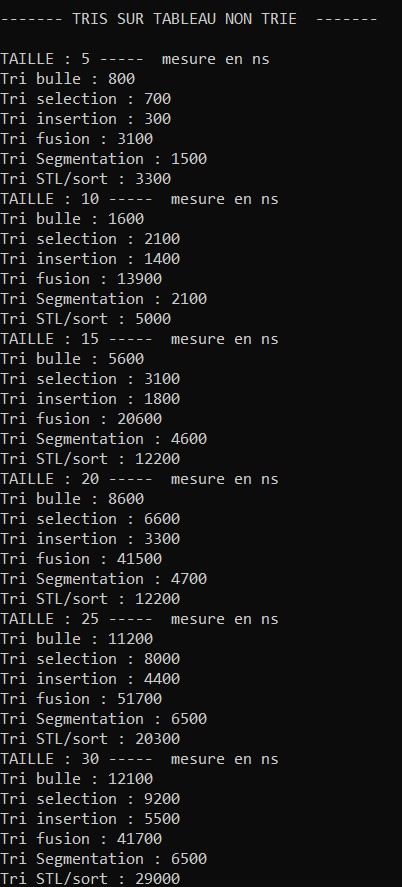 ------- TRIS SUR TABLEAU NON TRIE  -------
TAILLE : 5 -----  mesure en ns
Tri bulle : 800
Tri selection : 700
Tri insertion : 300
Tri fusion : 3100
Tri Segmentation : 1500
Tri STL/sort : 3300
TAILLE : 10 -----  mesure en ns
Tri bulle : 1600
Tri selection : 2100
Tri insertion : 1400
Tri fusion : 13900
Tri Segmentation : 2100
Tri STL/sort : 5000
TAILLE : 15 -----  mesure en ns
Tri bulle : 5600
Tri selection : 3100
Tri insertion : 1800
Tri fusion : 20600
Tri Segmentation : 4600
Tri STL/sort : 12200
TAILLE : 20 -----  mesure en ns
Tri bulle : 8600
Tri selection : 6600
Tri insertion : 3300
Tri fusion : 41500
Tri Segmentation : 4700
Tri STL/sort : 12200
TAILLE : 25 -----  mesure en ns
Tri bulle : 11200
Tri selection : 8000
Tri insertion : 4400
Tri fusion : 51700
Tri Segmentation : 6500
Tri STL/sort : 20300
TAILLE : 30 -----  mesure en ns
Tri bulle : 12100
Tri selection : 9200
Tri insertion : 5500
Tri fusion : 41700
Tri Segmentation : 6500
Tri STL/sort : 29000